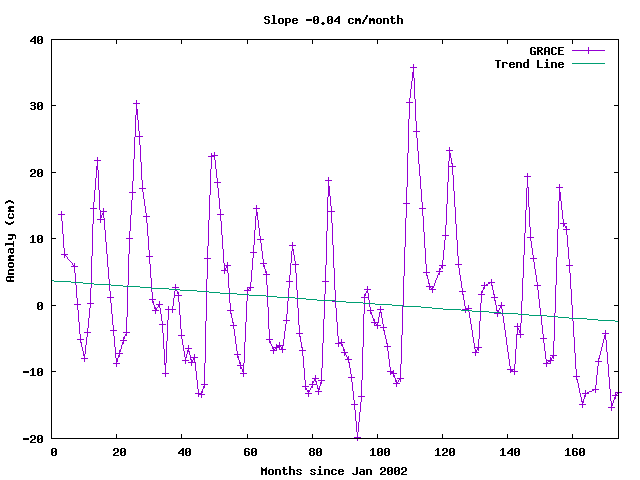 Slope -0.04 cm/month
GRACE
Trend Line
40
30
20
10
0
-10
-20
Anomaly (cm)
0 20 40 60 80 100 120 140 160
Months since Jan 2002